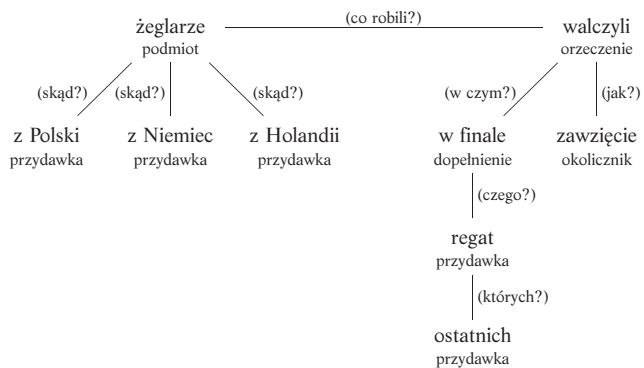 (co robili?)
żeglarze walczyli
podmiot orzeczenie
(skąd?) (skąd?) (skąd?) (w czym?) (jak?)
z Polski z Niemiec z Holandii w finale zawzięcie
przydawka przydawka przydawka dopełnienie okolicznik
(czego?)
regat
przydawka
(których?)
ostatnich
przydawka